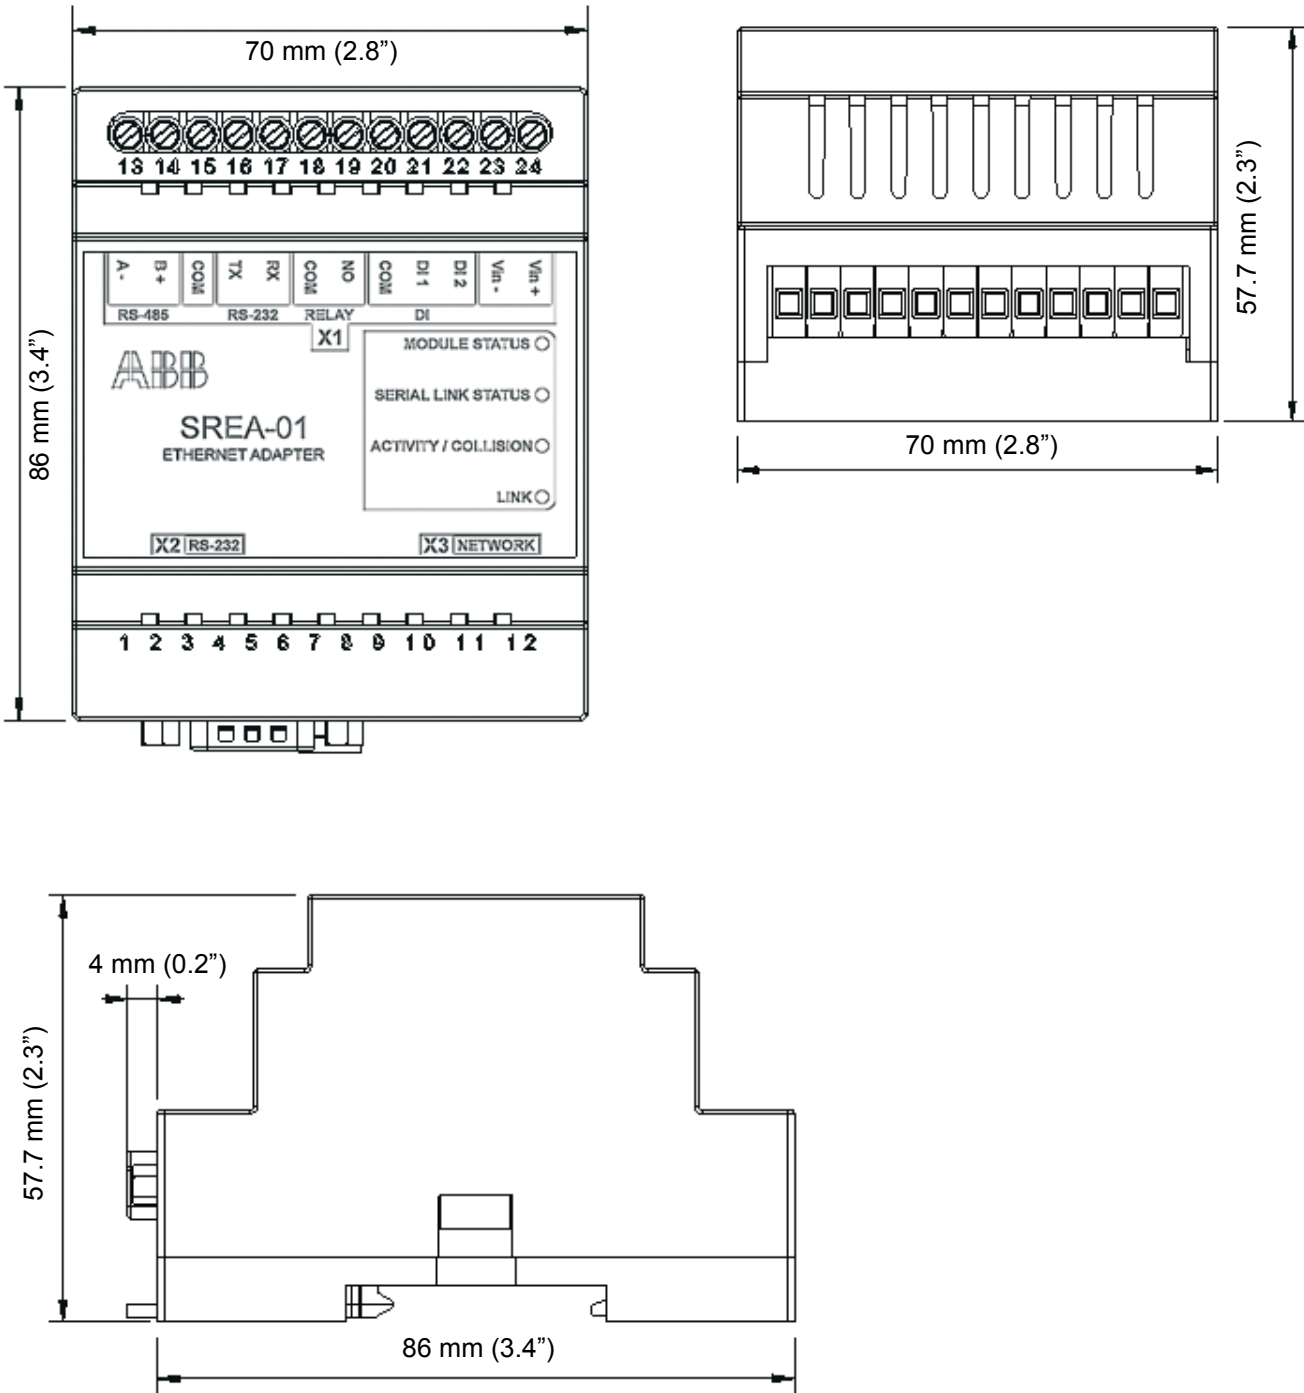 70 mm (2.8”)
86 mm (3.4”)
13 14 15 16 17 18 19 20 21 22 23 24
A - B + COM TX RX COM NO COM DI 1 DI 2 Vin - Vin +
RS-485 RS-232 RELAY DI
X1
ABB
SREA-01
ETHERNET ADAPTER
MODULE STATUS
SERIAL LINK STATUS
ACTIVITY / COLLISION
LINK
X2 RS-232 X3 NETWORK
1 2 3 4 5 6 7 8 9 10 11 12
57.7 mm (2.3”)
70 mm (2.8”)
4 mm (0.2”)
57.7 mm (2.3”)
86 mm (3.4”)